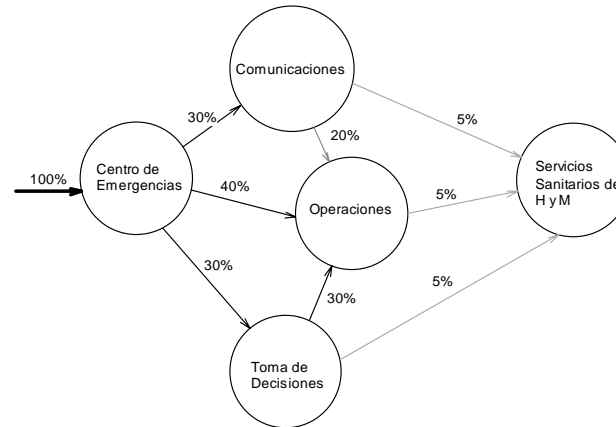 Comunicaciones
30%
5%
20%
100%
Centro de
Emergencias
Servicios
Sanitarios de
H y M
40%
Operaciones
5%
30%
5%
30%
Toma de
Decisiones